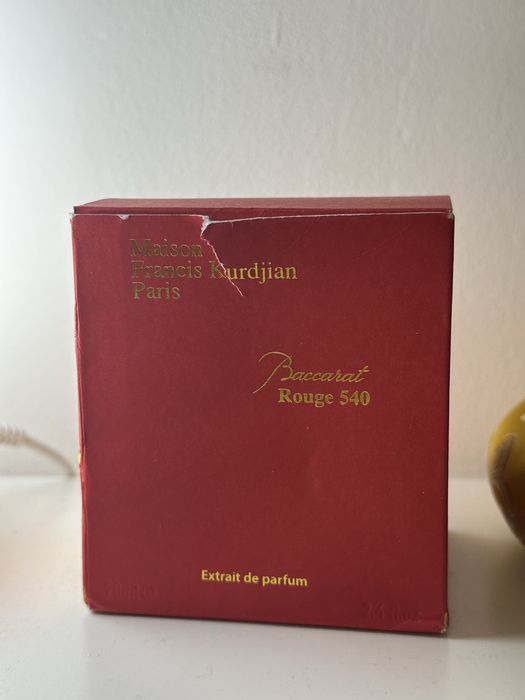 Maison
Francis Kurdjian
Paris
Baccarat
Rouge 540
Extrait de parfum